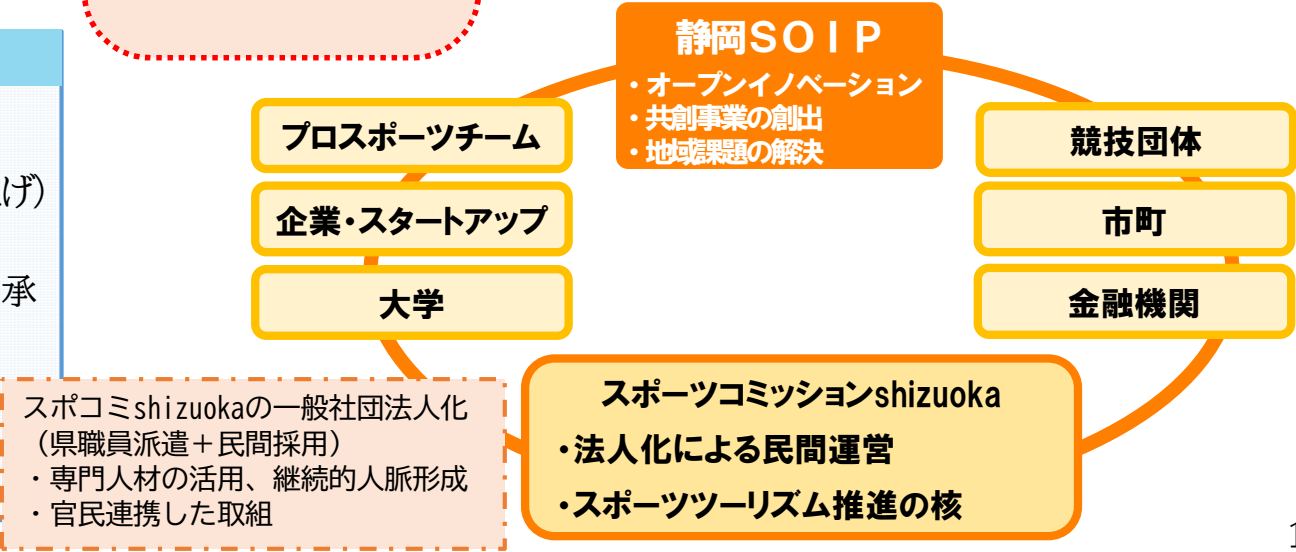 静岡SOIP
・オープンイノベーション
・共創事業の創出
・地域課題の解決
プロスポーツチーム
企業・スタートアップ
大学
競技団体
市町
金融機関
げ)
承
スポコミshizuokaの一般社団法人化
（県職員派遣＋民間採用）
・専門人材の活用、継続的人脈形成
・官民連携した取組
スポーツコミッションshizuoka
・法人化による民間運営
・スポーツツーリズム推進の核